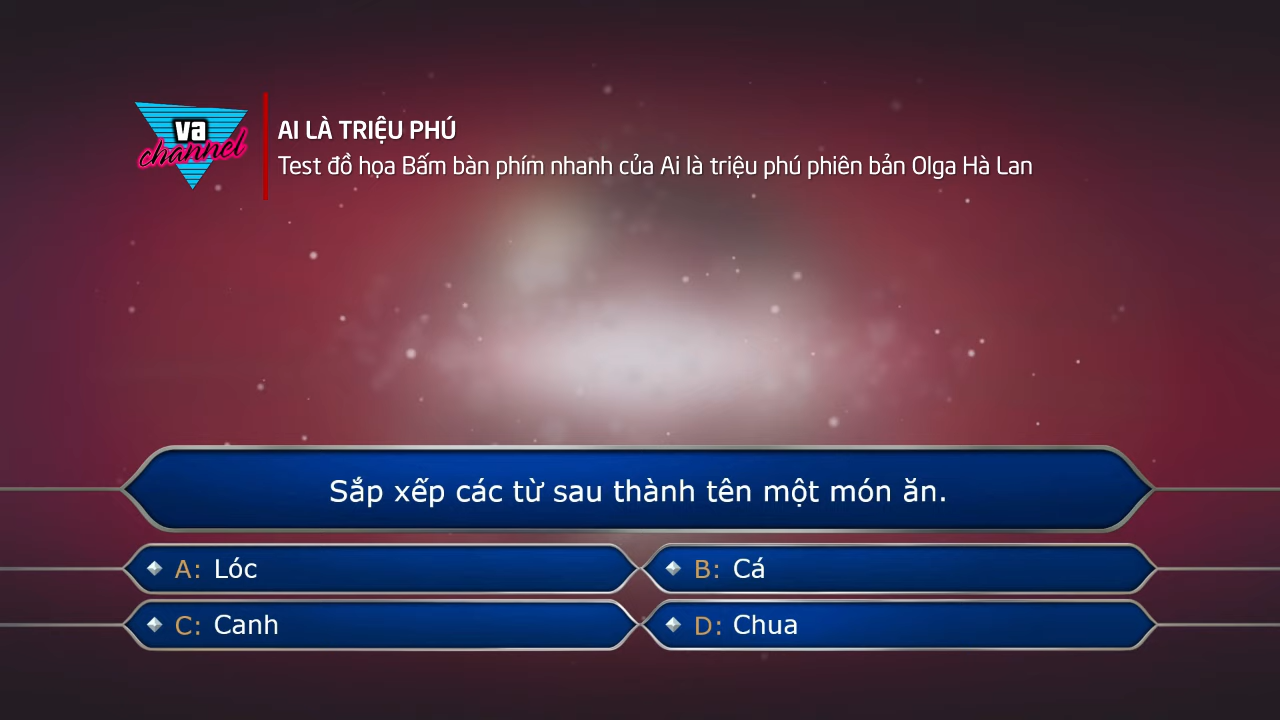 va
channel
AI LÀ TRIỆU PHÚ
Test đồ họa Bấm bàn phím nhanh của Ai là triệu phú phiên bản Olga Hà Lan
Sắp xếp các từ sau thành tên một món ăn.
A: Lóc
B: Cá
C: Canh
D: Chua